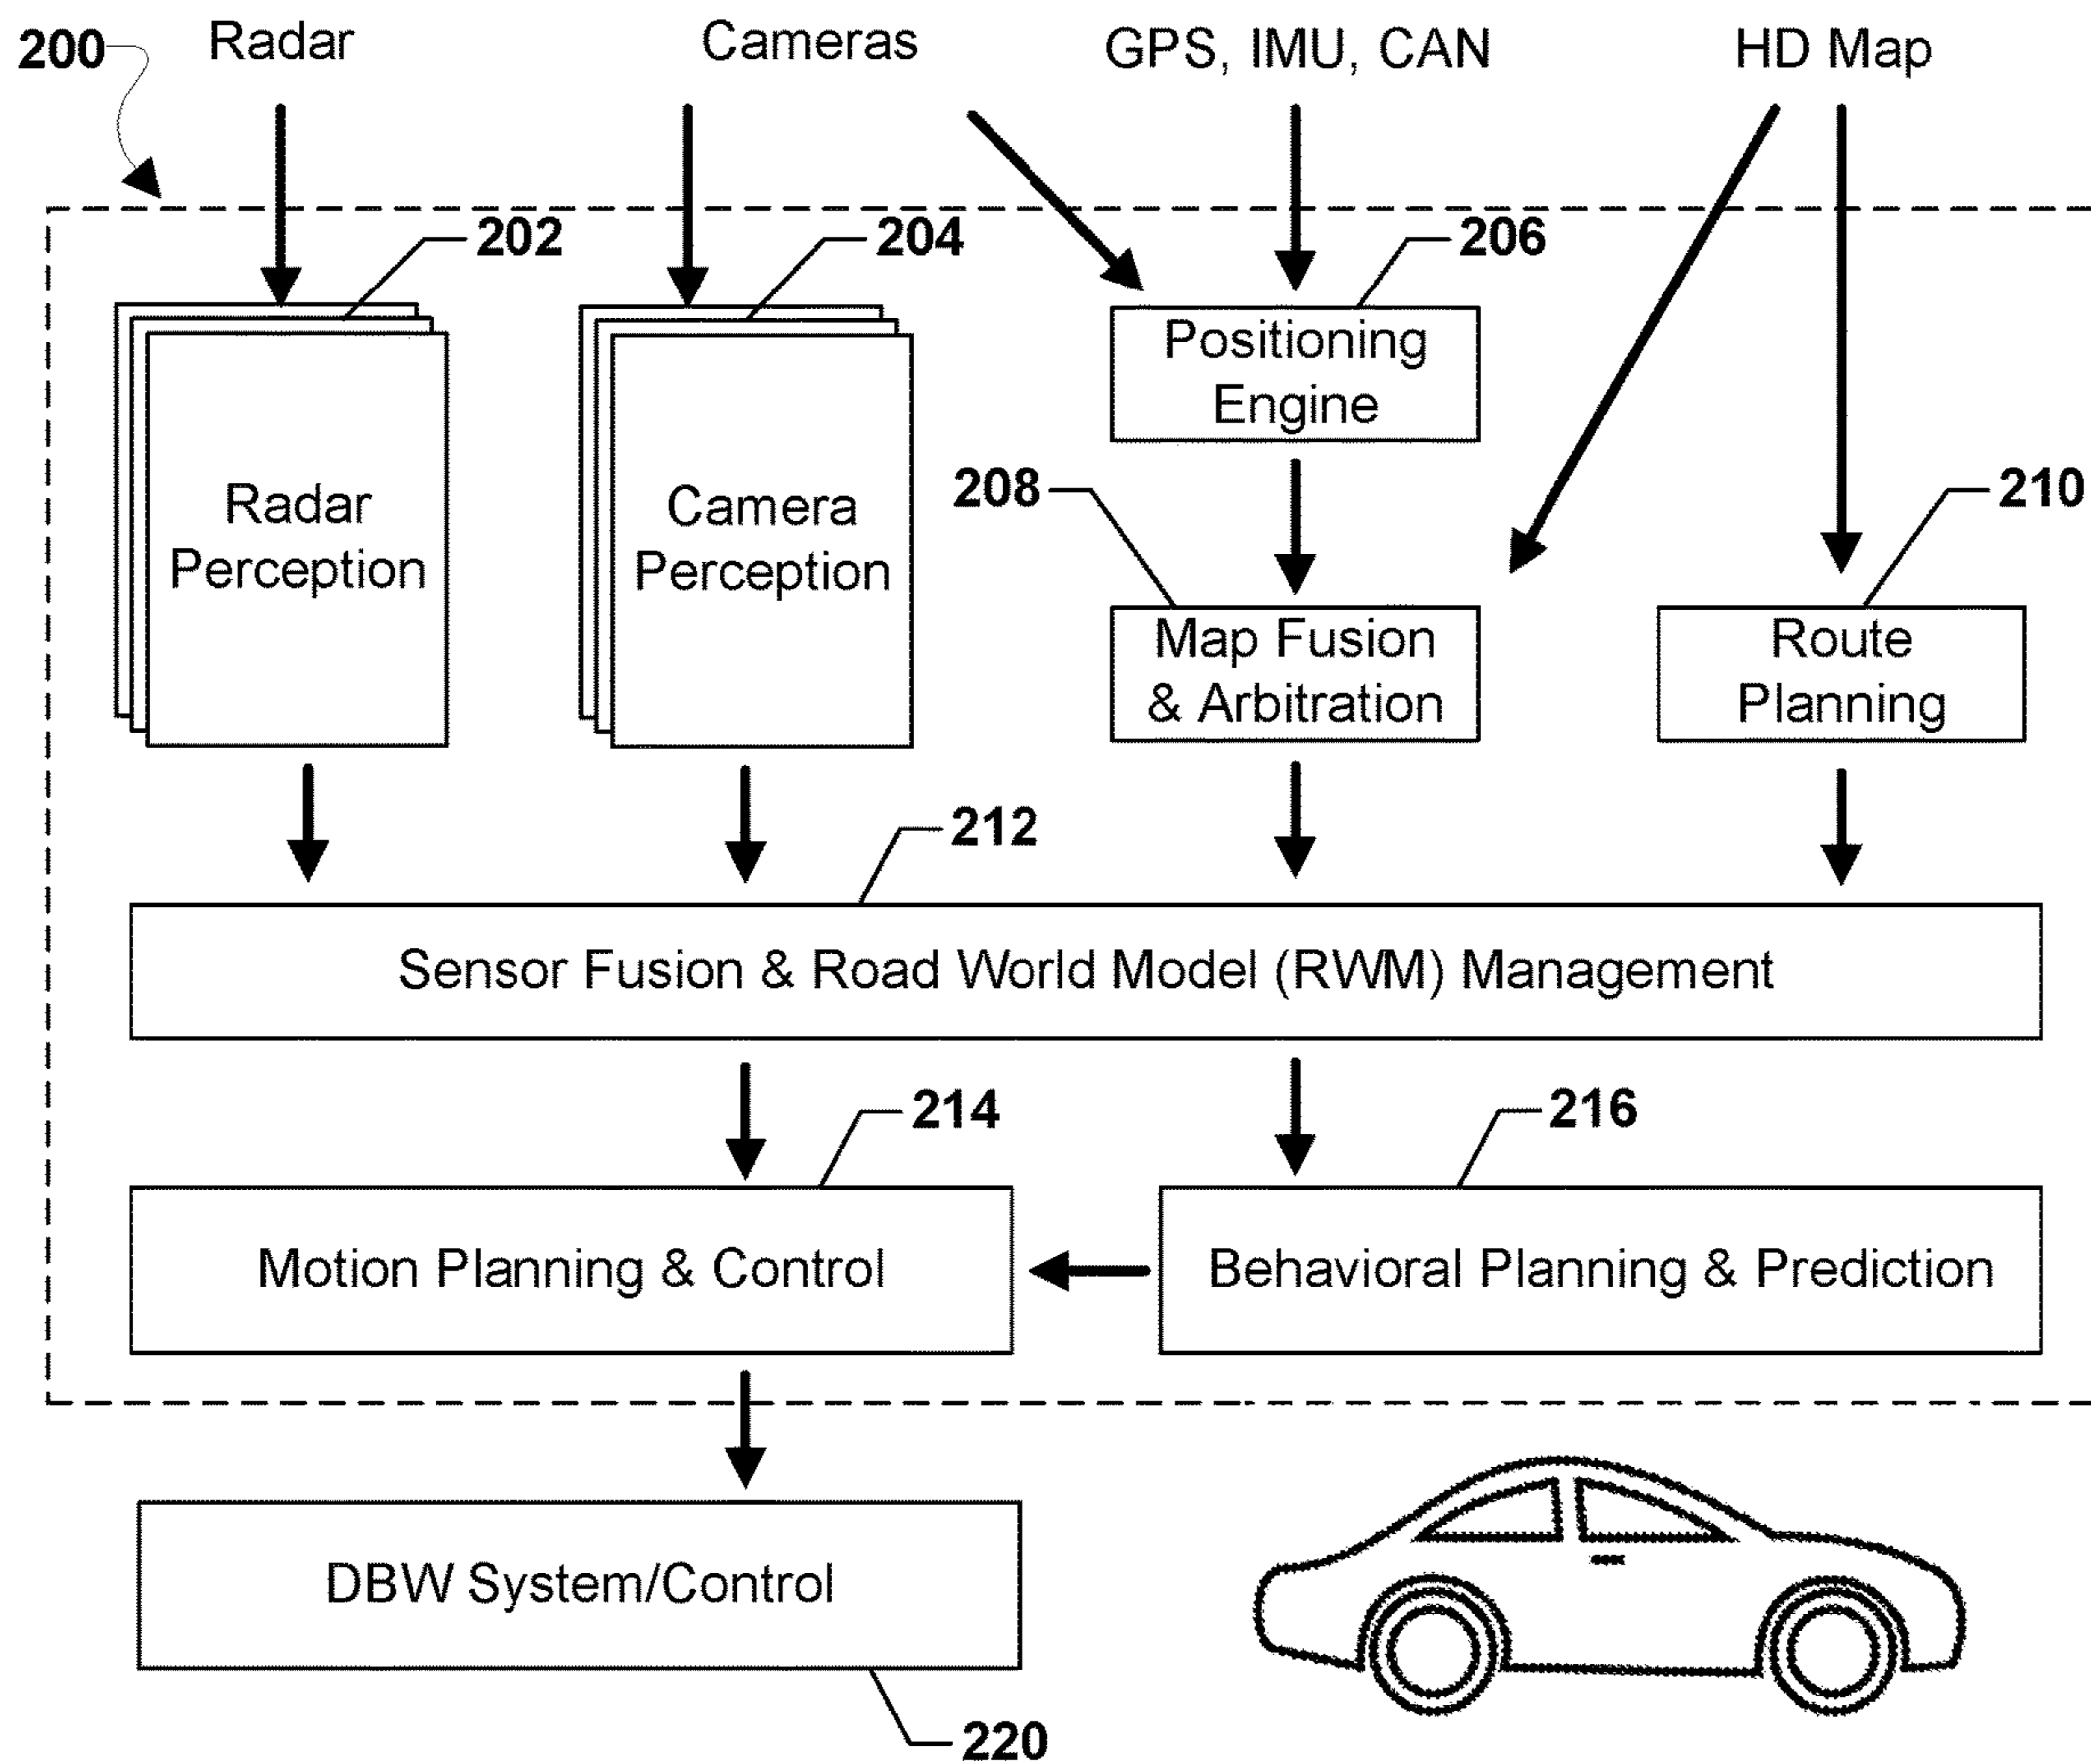 200
Radar
Cameras
GPS, IMU, CAN
HD Map
202
204
206
Positioning
Engine
Radar
Perception
Camera
Perception
208
210
Map Fusion
& Arbitration
Route
Planning
212
Sensor Fusion & Road World Model (RWM) Management
214
216
Motion Planning & Control
Behavioral Planning & Prediction
DBW System/Control
220